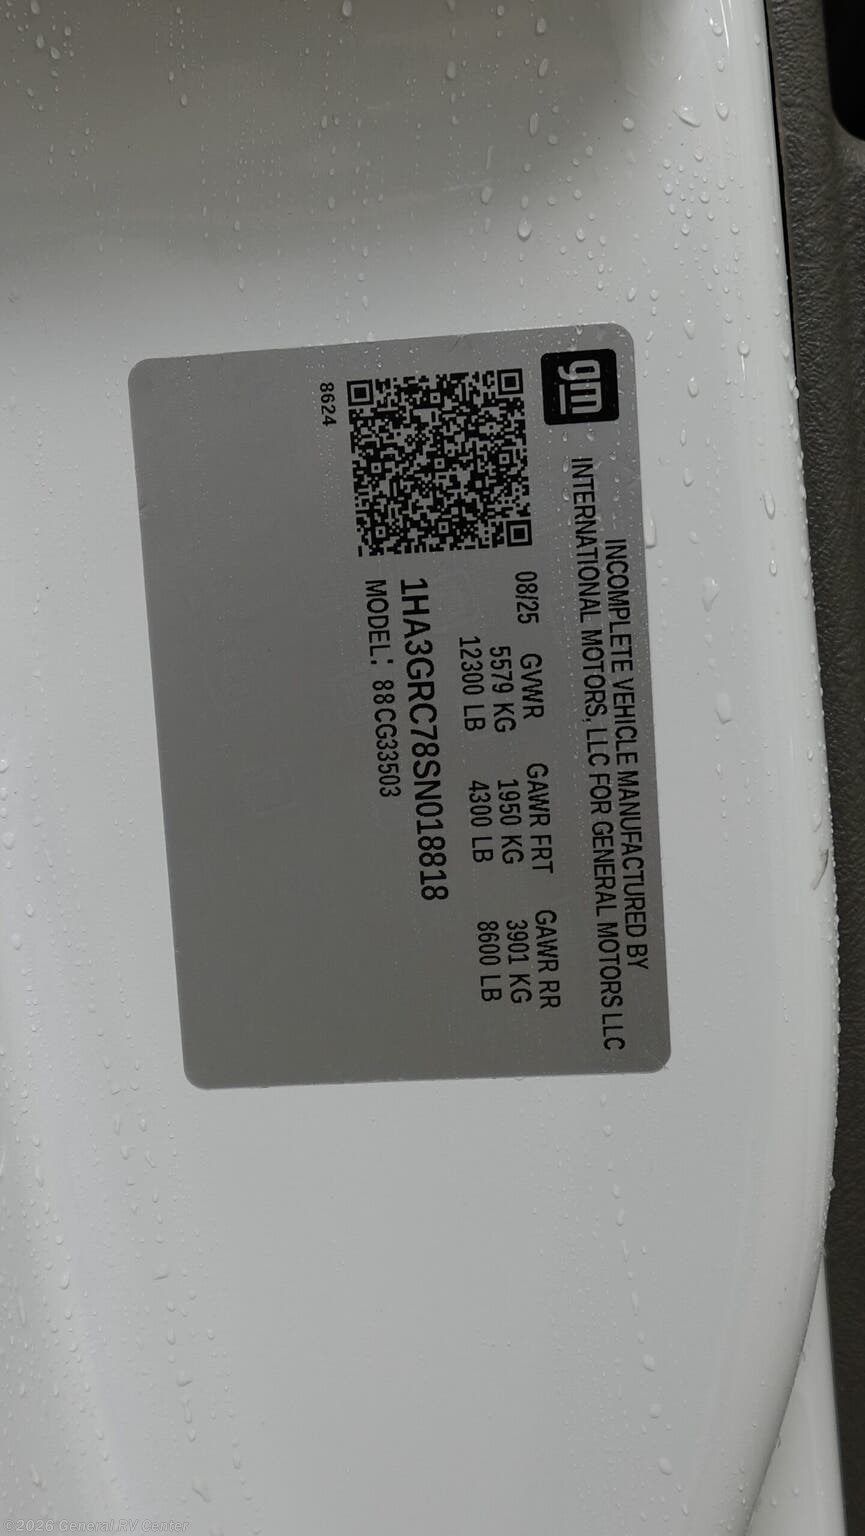 gm
INCOMPLETE VEHICLE MANUFACTURED BY
INTERNATIONAL MOTORS, LLC FOR GENERAL MOTORS LLC
08/25 GVWR GAWR FRT GAWR RR
5579 KG 1950 KG 3901 KG
12300 LB 4300 LB 8600 LB
1HA3GRC78SN018818
MODEL: 88CG33503
8624
©2026 General RV Center